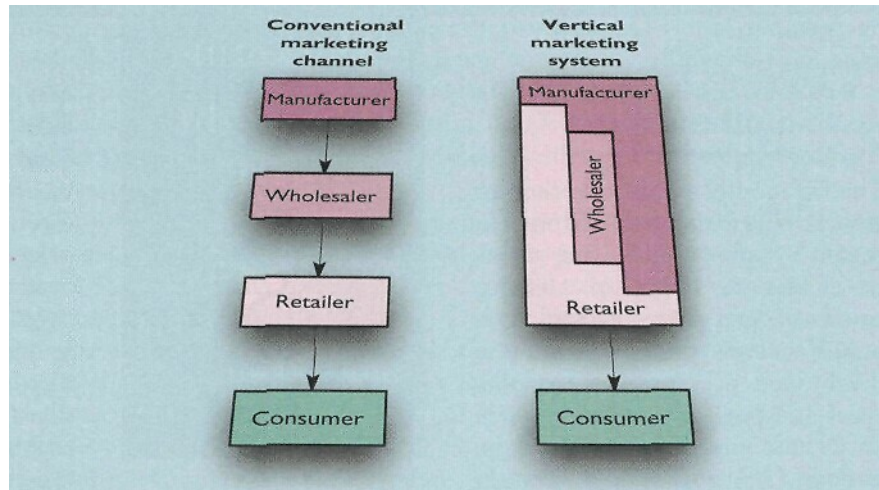 Conventional
marketing
channel
Manufacturer
Wholesaler
Retailer
Consumer
Vertical
marketing
system
Manufacturer
Wholesaler
Retailer
Consumer